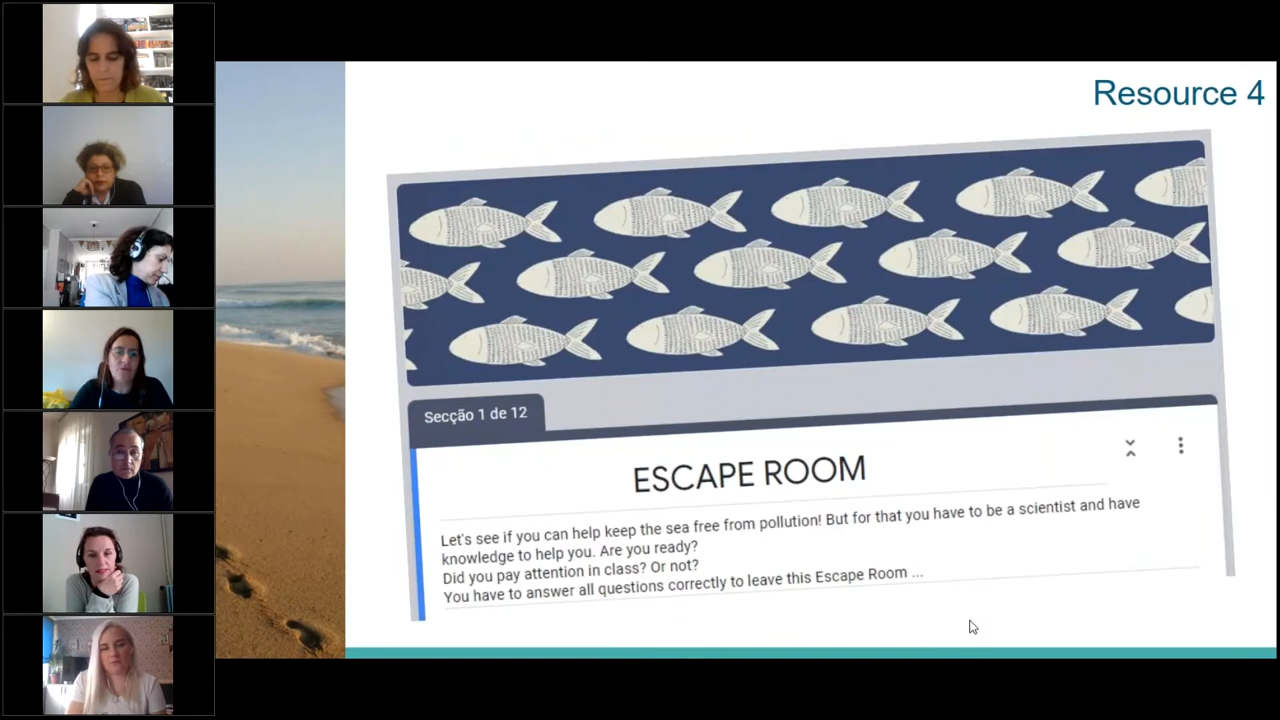 Resource 4
Secção 1 de 12
ESCAPE ROOM
Let's see if you can help keep the sea free from pollution! But for that you have to be a scientist and have
knowledge to help you. Are you ready?
Did you pay attention in class? Or not?
You have to answer all questions correctly to leave this Escape Room ...